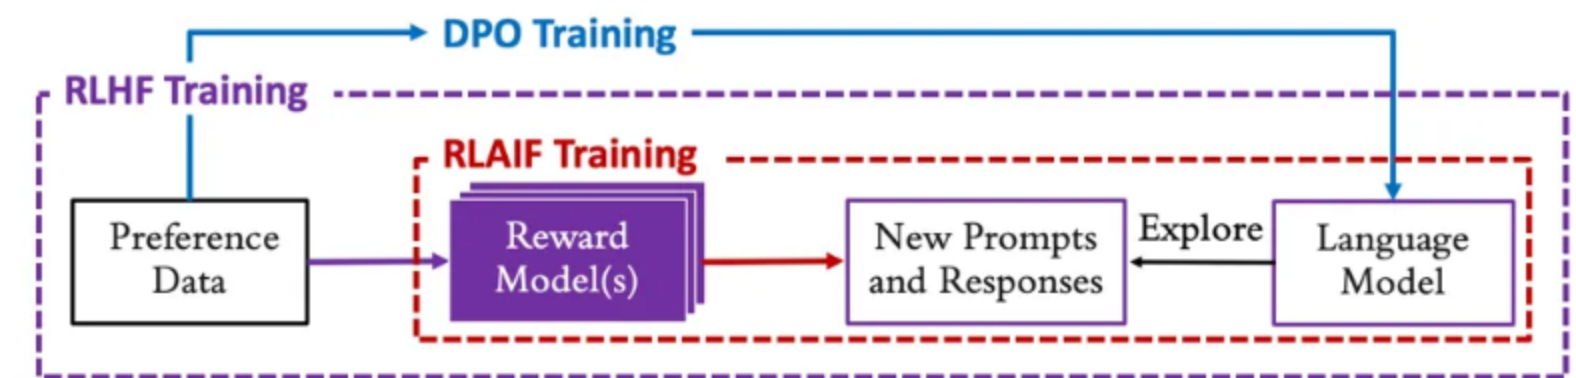 DPO Training
RLHF Training
RLAIF Training
Preference
Data
Reward
Model(s)
New Prompts
and Responses
Explore
Language
Model